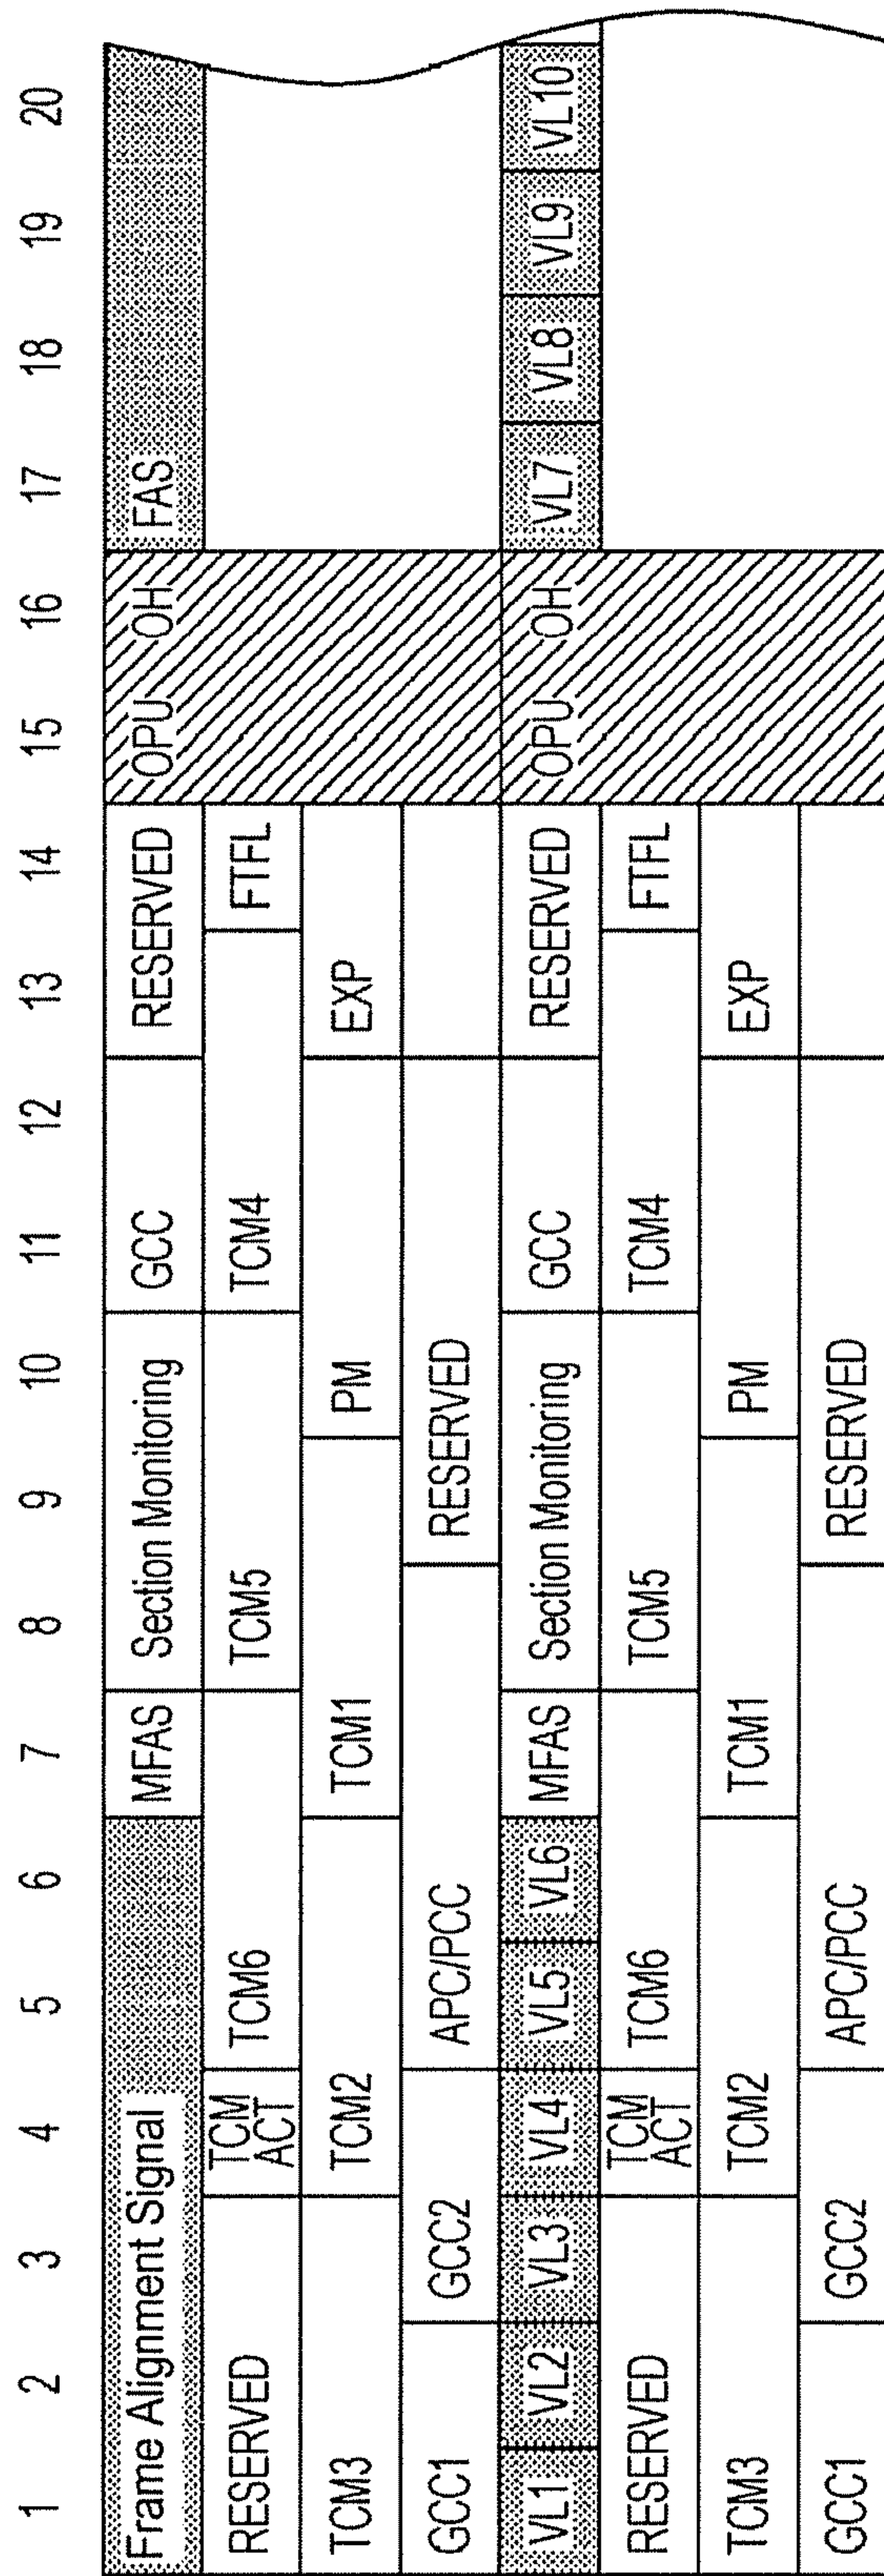 1 2 3 4 5 6 7 8 9 10 11 12 13 14 15 16 17 18 19 20
Frame Alignment Signal MFAS Section Monitoring GCC RESERVED OPU OH FAS
RESERVED TCM ACT TCM6 TCM5 TCM4 FTFL
TCM3 TCM2 TCM1 PM EXP
GCC1 GCC2 APC/PCC RESERVED
VL1 VL2 VL3 VL4 VL5 VL6 MFAS Section Monitoring GCC RESERVED OPU OH VL7 VL8 VL9 VL10
RESERVED TCM ACT TCM6 TCM5 TCM4 FTFL
TCM3 TCM2 TCM1 PM EXP
GCC1 GCC2 APC/PCC RESERVED